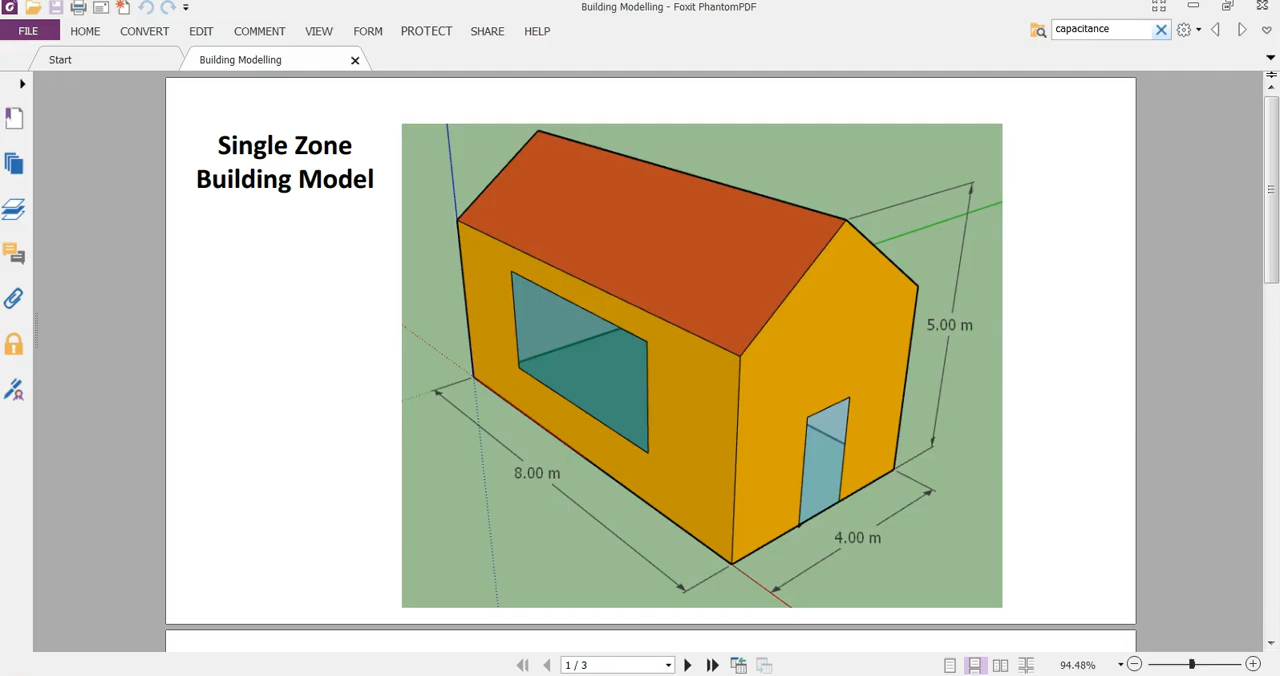 Building Modelling - Foxit PhantomPDF
FILE HOME CONVERT EDIT COMMENT VIEW FORM PROTECT SHARE HELP
capacitance
Start
Building Modelling
Single Zone
Building Model
5.00 m
8.00 m
4.00 m
1 / 3
94.48%